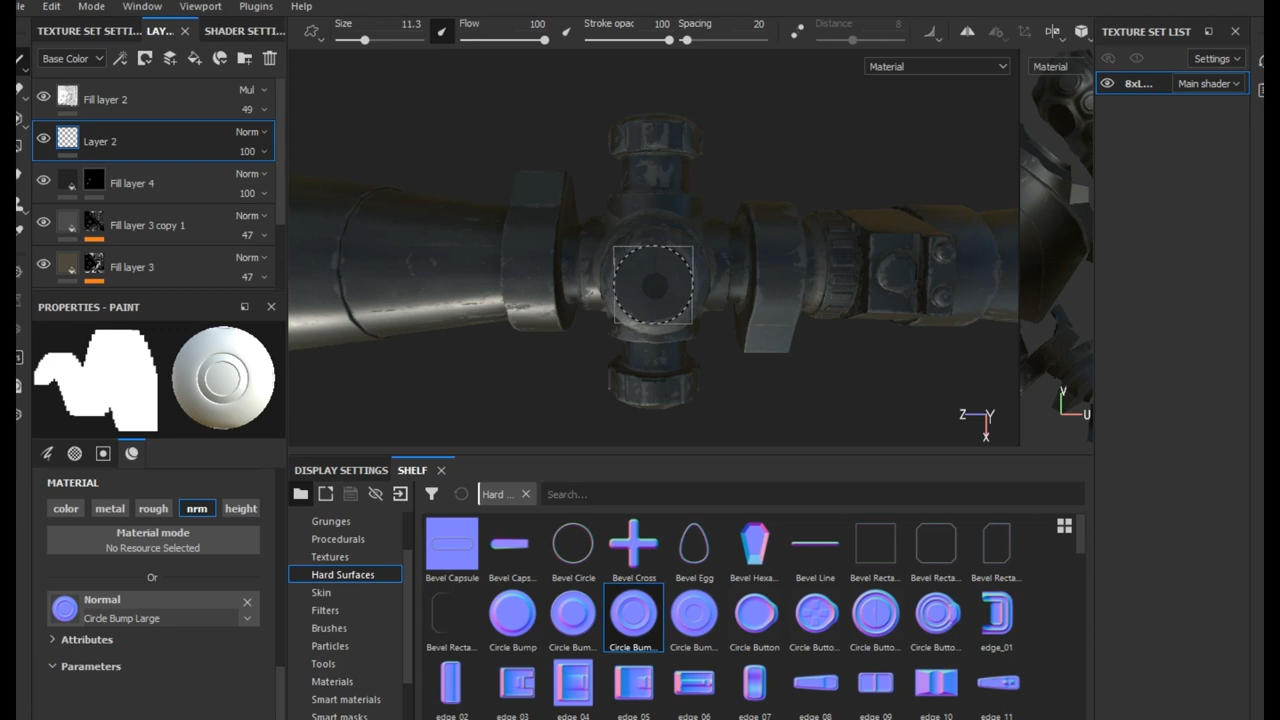 le Edit Mode Window Viewport Plugins Help
TEXTURE SET SETTI... LAY... SHADER SETTI...
Size 11.3 Flow 100 Stroke opac 100 Spacing 20 Distance 8
TEXTURE SET LIST
Base Color
Material
Material
Settings
8xL... Main shader
Fill layer 2 Mul 49
Layer 2 Norm 100
Fill layer 4 Norm 100
Fill layer 3 copy 1 Norm 47
Fill layer 3 Norm 47
PROPERTIES - PAINT
Z Y X
V U
MATERIAL
color metal rough nrm height
Material mode
No Resource Selected
Or
Normal
Circle Bump Large
Attributes
Parameters
DISPLAY SETTINGS SHELF
Hard ... Search...
Grunges
Procedurals
Textures
Hard Surfaces
Skin
Filters
Brushes
Particles
Tools
Materials
Smart materials
Smart masks
Bevel Capsule Bevel Caps... Bevel Circle Bevel Cross Bevel Egg Bevel Hexa... Bevel Line Bevel Recta... Bevel Recta... Bevel Recta...
Bevel Recta... Circle Bump Circle Bum... Circle Bum... Circle Bum... Circle Button Circle Butto... Circle Butto... Circle Butto... edge_01
edge_02 edge_03 edge_04 edge_05 edge_06 edge_07 edge_08 edge_09 edge_10 edge_11